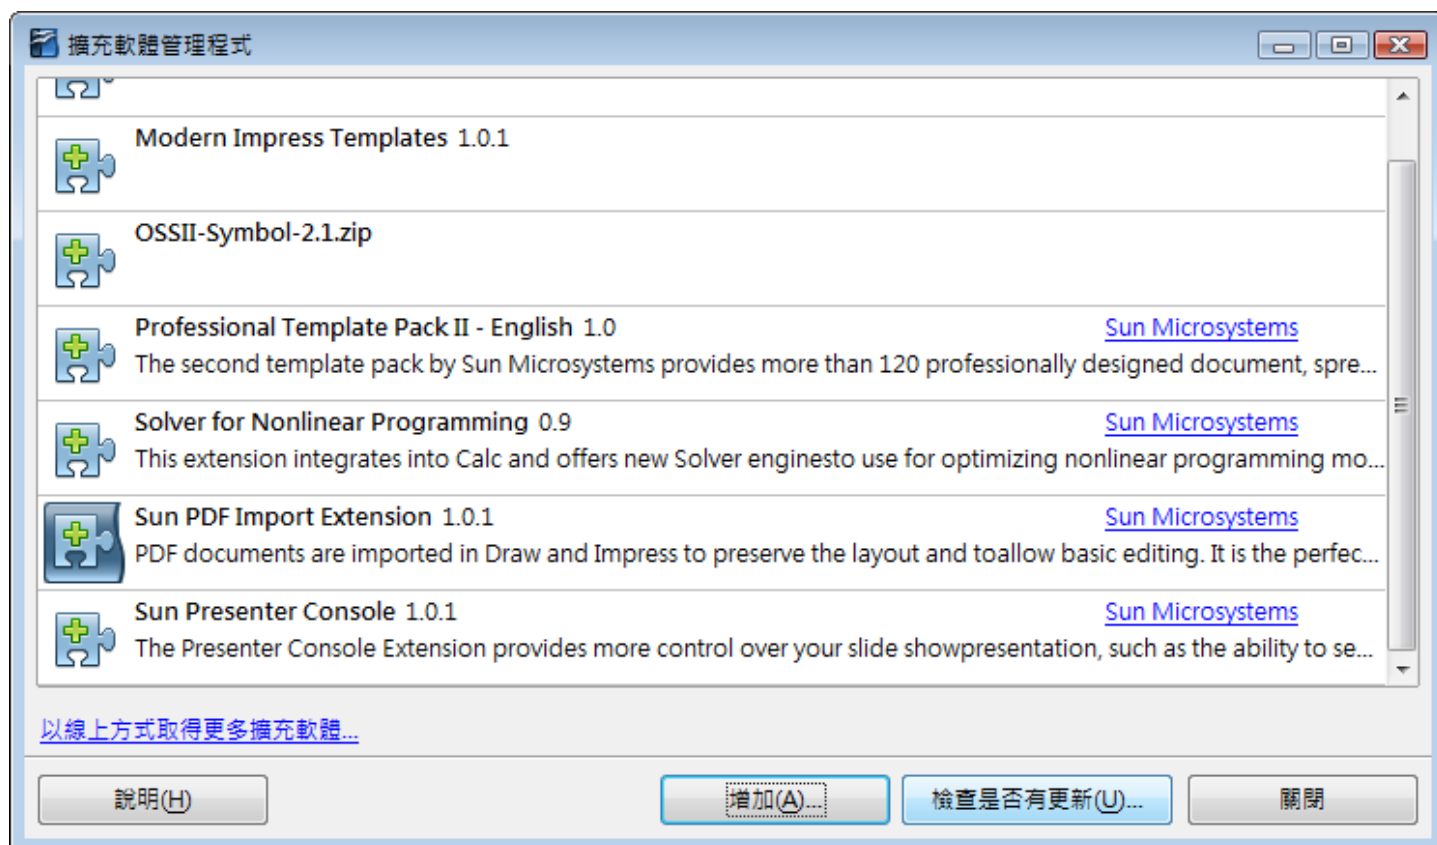 擴充軟體管理程式
Modern Impress Templates 1.0.1
OSSII-Symbol-2.1.zip
Professional Template Pack II - English 1.0 Sun Microsystems
The second template pack by Sun Microsystems provides more than 120 professionally designed document, spre...
Solver for Nonlinear Programming 0.9 Sun Microsystems
This extension integrates into Calc and offers new Solver enginesto use for optimizing nonlinear programming mo...
Sun PDF Import Extension 1.0.1 Sun Microsystems
PDF documents are imported in Draw and Impress to preserve the layout and toallow basic editing. It is the perfec...
Sun Presenter Console 1.0.1 Sun Microsystems
The Presenter Console Extension provides more control over your slide showpresentation, such as the ability to se...
以線上方式取得更多擴充軟體...
說明(H) 增加(A)... 檢查是否有更新(U)... 關閉